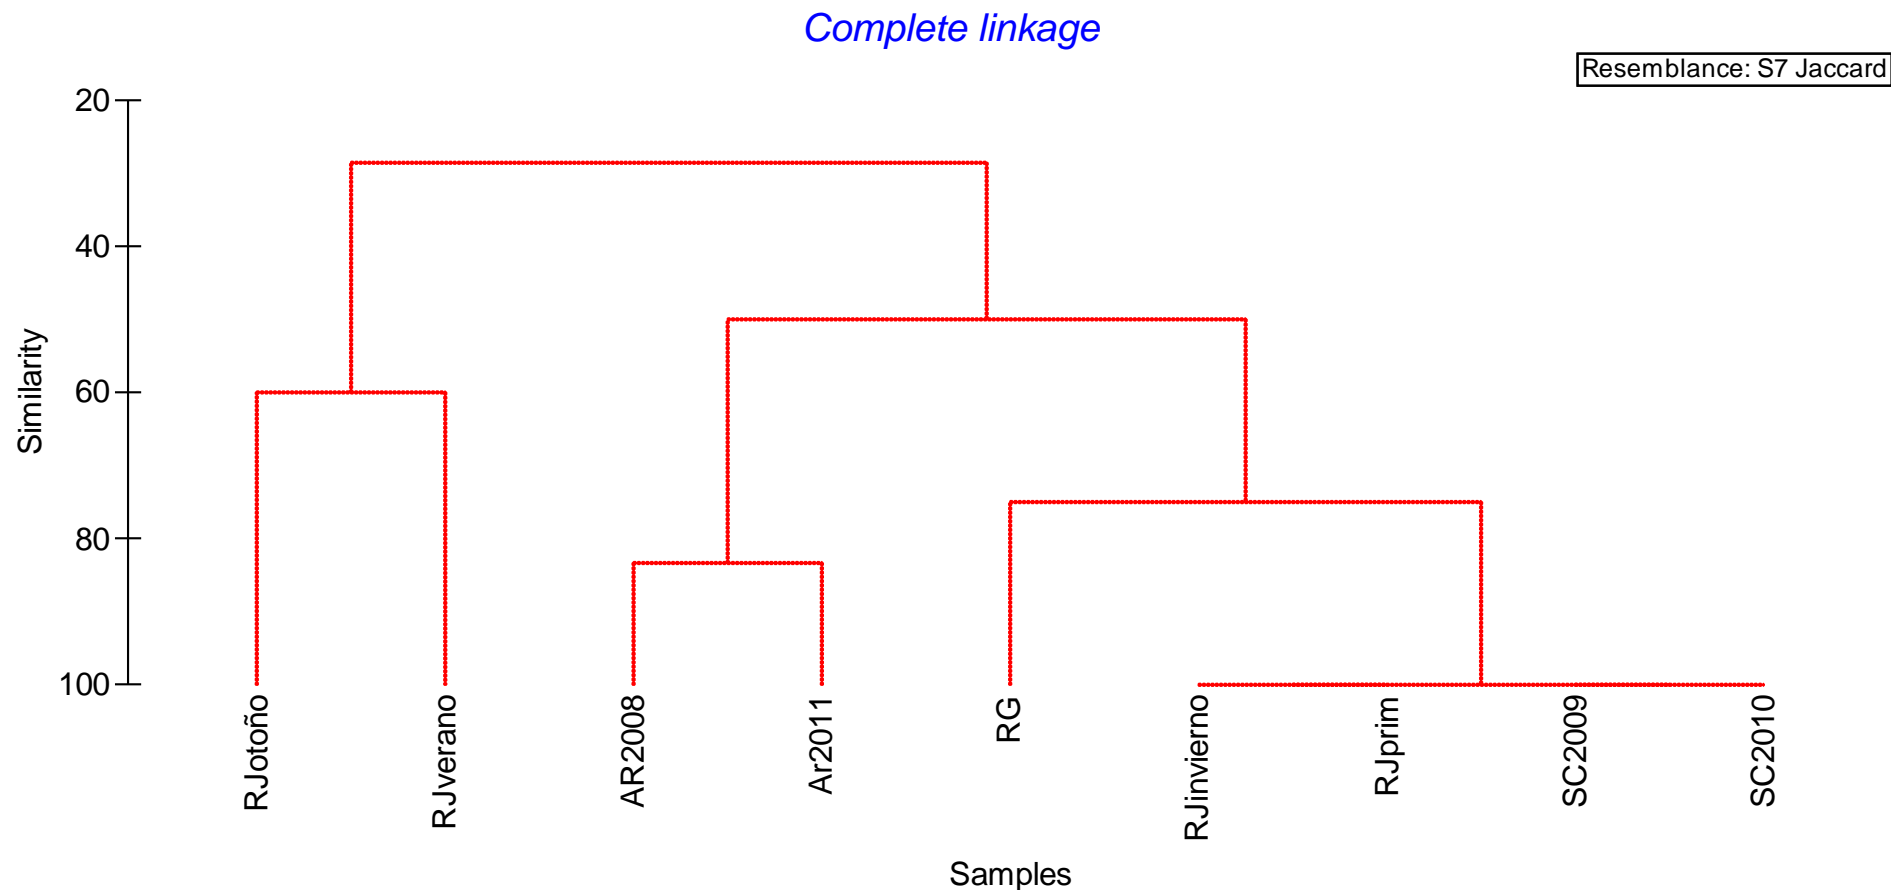 Complete linkage
Resemblance: S7 Jaccard
20
40
60
80
100
Similarity
RJotoño
RJverano
AR2008
Ar2011
RG
RJinvierno
RJprim
SC2009
SC2010
Samples